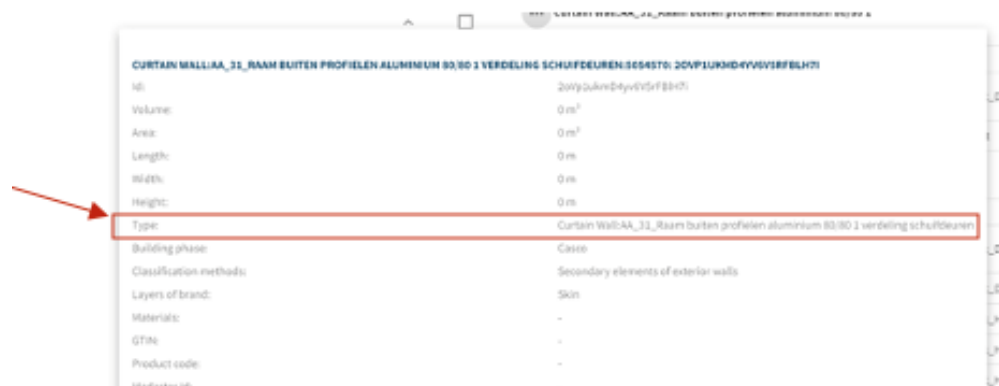 CURTAIN WALL:AA_31_RAAM BUITEN PROFIELEN ALUMINIUM 80/80 1 VERDELING SCHUIFDEUREN:
Id:
Volume: 0 m³
Area: 0 m²
Length: 0 m
Width: 0 m
Height: 0 m
Type: Curtain Wall:AA_31_Raam buiten profielen aluminium 80/80 1 verdeling schuifdeuren
Building phase: Casco
Classification methods: Secondary elements of exterior walls
Layers of brand: Skin
Materials: -
GTIN: -
Product code: -